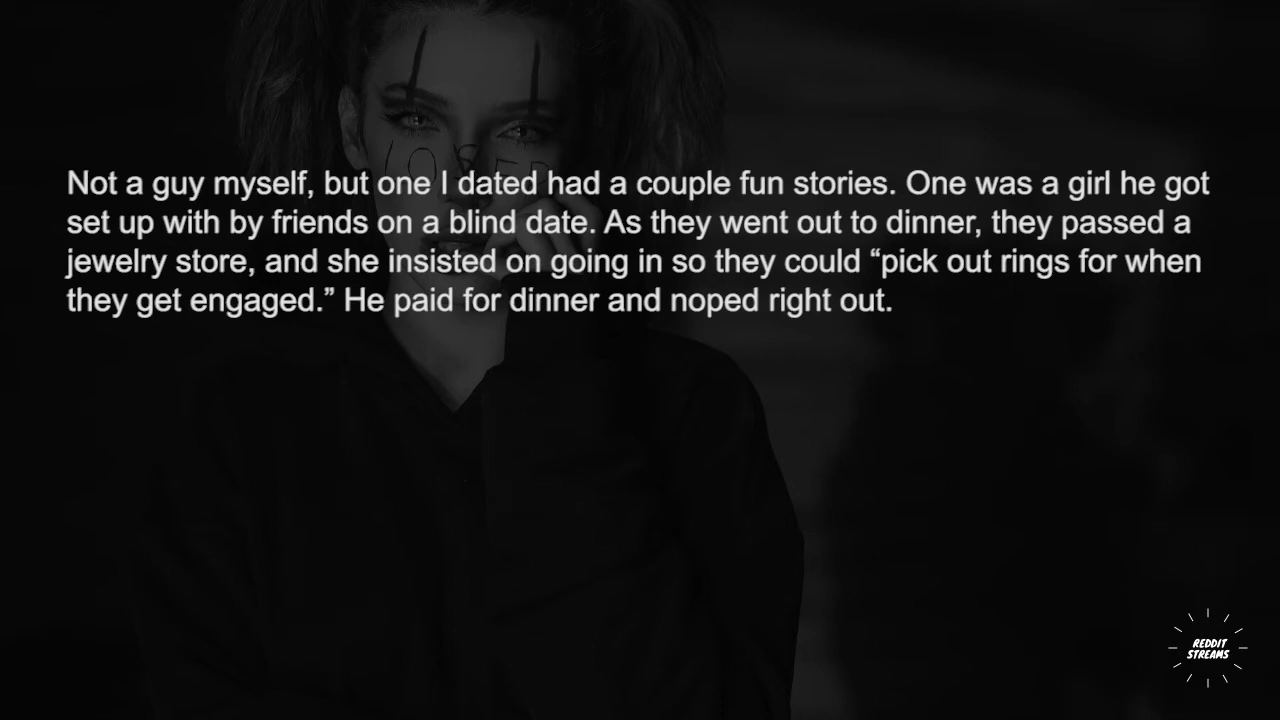 Not a guy myself, but one I dated had a couple fun stories. One was a girl he got
set up with by friends on a blind date. As they went out to dinner, they passed a
jewelry store, and she insisted on going in so they could “pick out rings for when
they get engaged.” He paid for dinner and noped right out.
LOSER
REDDIT
STREAMS